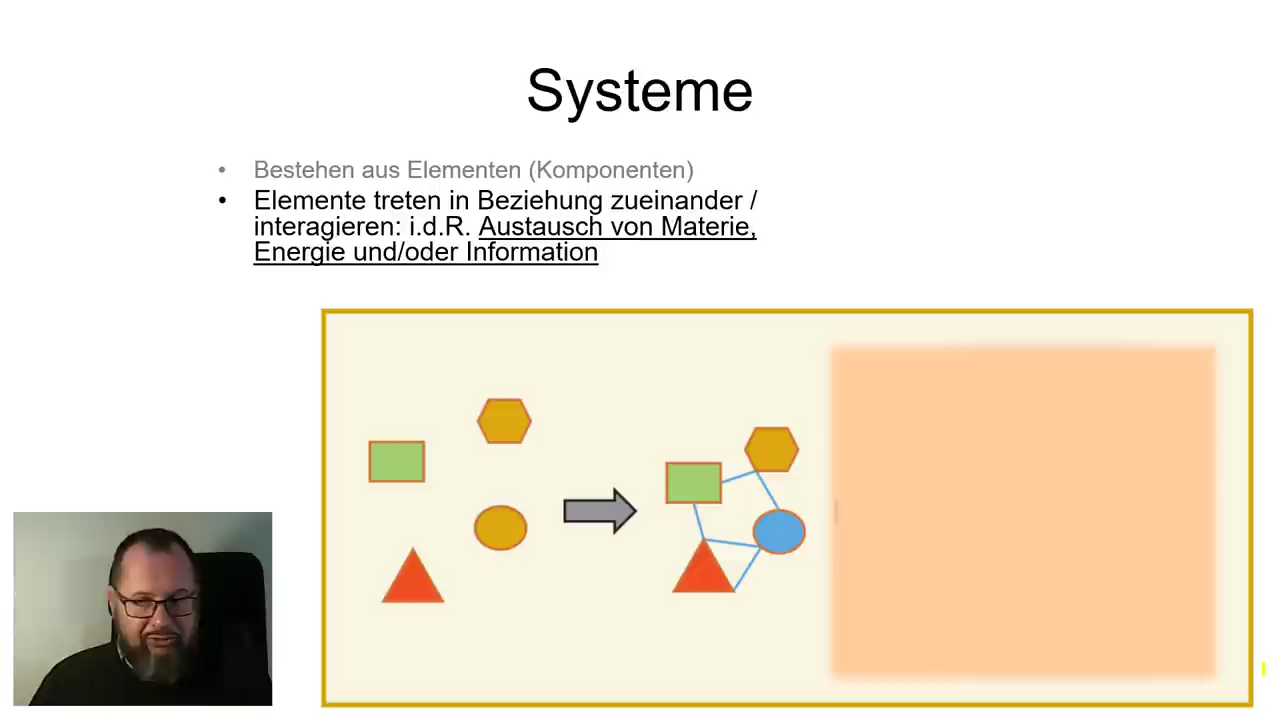 Systeme
• Bestehen aus Elementen (Komponenten)
• Elemente treten in Beziehung zueinander /
interagieren: i.d.R. Austausch von Materie,
Energie und/oder Information